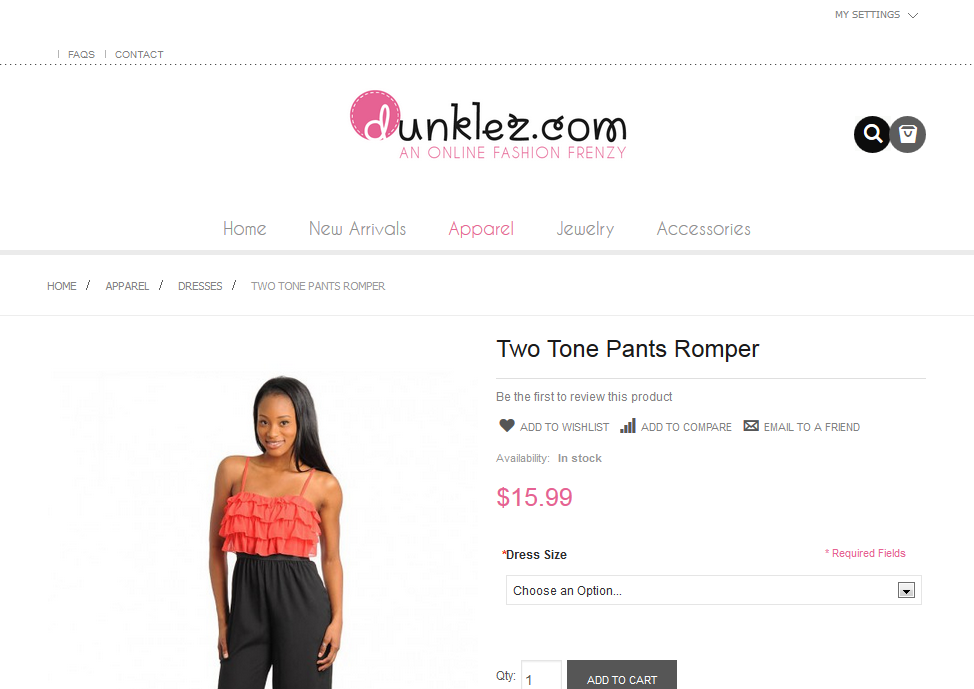 MY SETTINGS
| FAQS | CONTACT
dunklez.com
AN ONLINE FASHION FRENZY
Home New Arrivals Apparel Jewelry Accessories
HOME / APPAREL / DRESSES / TWO TONE PANTS ROMPER
Two Tone Pants Romper
Be the first to review this product
ADD TO WISHLIST ADD TO COMPARE EMAIL TO A FRIEND
Availability: In stock
$15.99
*Dress Size * Required Fields
Choose an Option...
Qty: 1 ADD TO CART